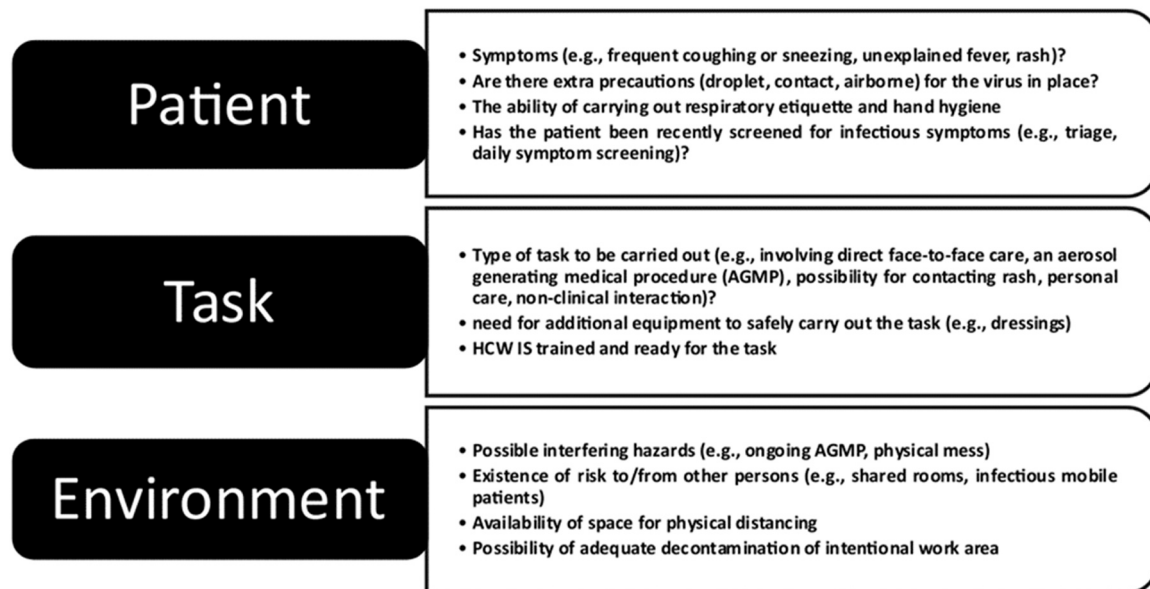 Patient
• Symptoms (e.g., frequent coughing or sneezing, unexplained fever, rash)?
• Are there extra precautions (droplet, contact, airborne) for the virus in place?
• The ability of carrying out respiratory etiquette and hand hygiene
• Has the patient been recently screened for infectious symptoms (e.g., triage,
daily symptom screening)?
Task
• Type of task to be carried out (e.g., involving direct face-to-face care, an aerosol
generating medical procedure (AGMP), possibility for contacting rash, personal
care, non-clinical interaction)?
• need for additional equipment to safely carry out the task (e.g., dressings)
• HCW IS trained and ready for the task
Environment
• Possible interfering hazards (e.g., ongoing AGMP, physical mess)
• Existence of risk to/from other persons (e.g., shared rooms, infectious mobile
patients)
• Availability of space for physical distancing
• Possibility of adequate decontamination of intentional work area